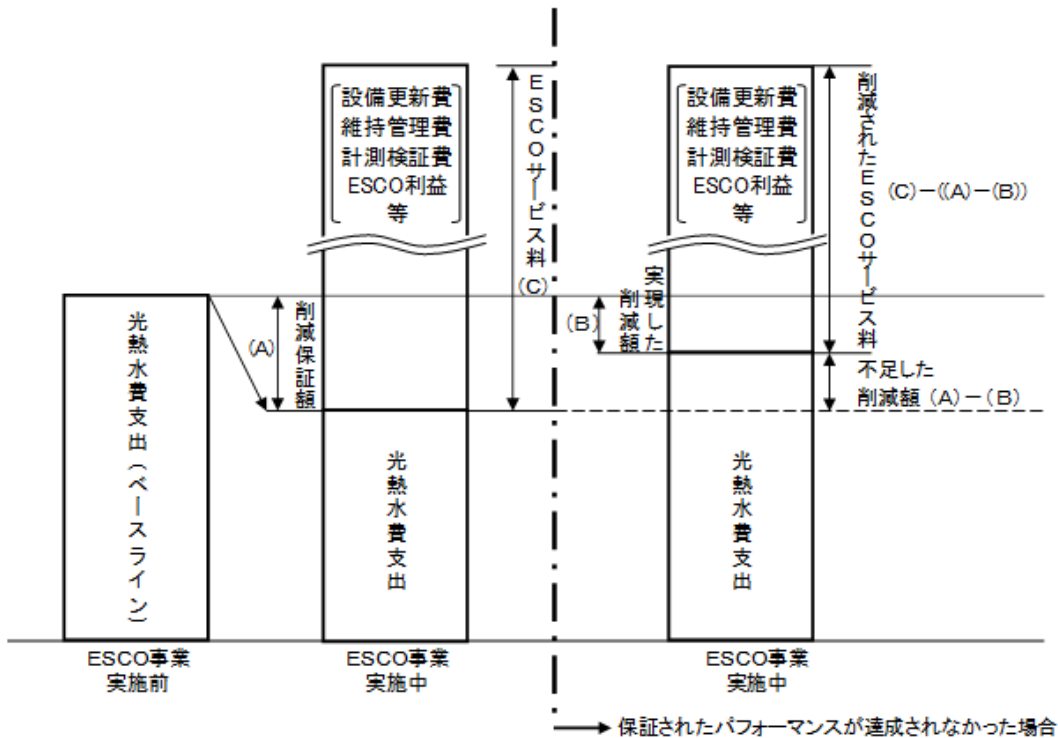 光熱水費支出(ベースライン)
ESCO事業
実施前
(A)
削減保証額
設備更新費
維持管理費
計測検証費
ESCO利益
等
光熱水費支出
ESCO事業
実施中
ESCOサービス料(C)
(B)
実現した
削減額
設備更新費
維持管理費
計測検証費
ESCO利益
等
光熱水費支出
ESCO事業
実施中
削減されたESCOサービス料
(C)-((A)-(B))
不足した
削減額 (A)-(B)
保証されたパフォーマンスが達成されなかった場合